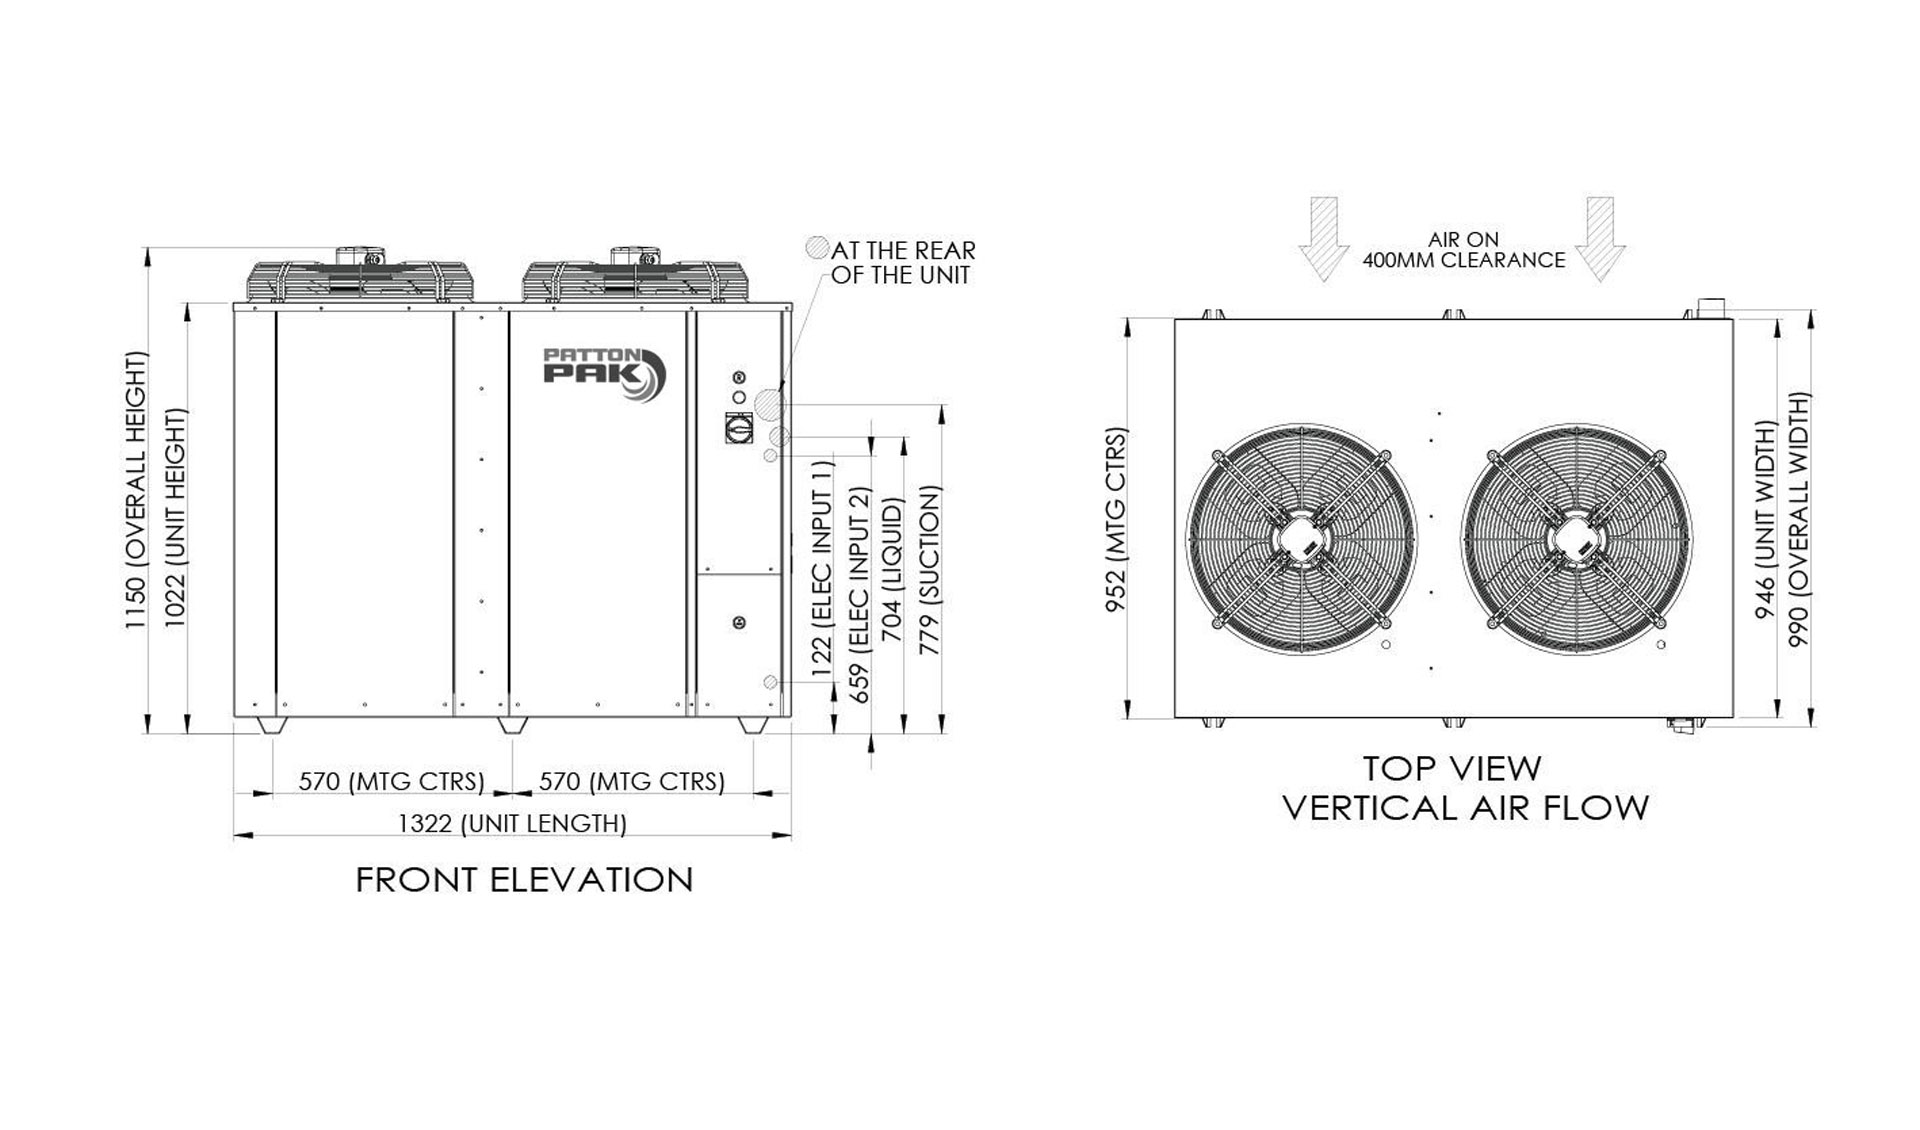 AT THE REAR
OF THE UNIT
PATTON
PAK
1150 (OVERALL HEIGHT)
1022 (UNIT HEIGHT)
122 (ELEC INPUT 1)
659 (ELEC INPUT 2)
704 (LIQUID)
779 (SUCTION)
570 (MTG CTRS)
570 (MTG CTRS)
1322 (UNIT LENGTH)
FRONT ELEVATION
AIR ON
400MM CLEARANCE
952 (MTG CTRS)
946 (UNIT WIDTH)
990 (OVERALL WIDTH)
TOP VIEW
VERTICAL AIR FLOW